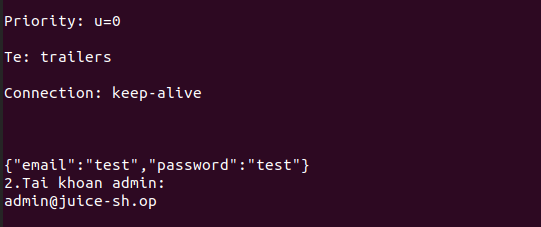 Priority: u=0
Te: trailers
Connection: keep-alive
{"email":"test","password":"test"}
2.Tai khoan admin:
admin@juice-sh.op